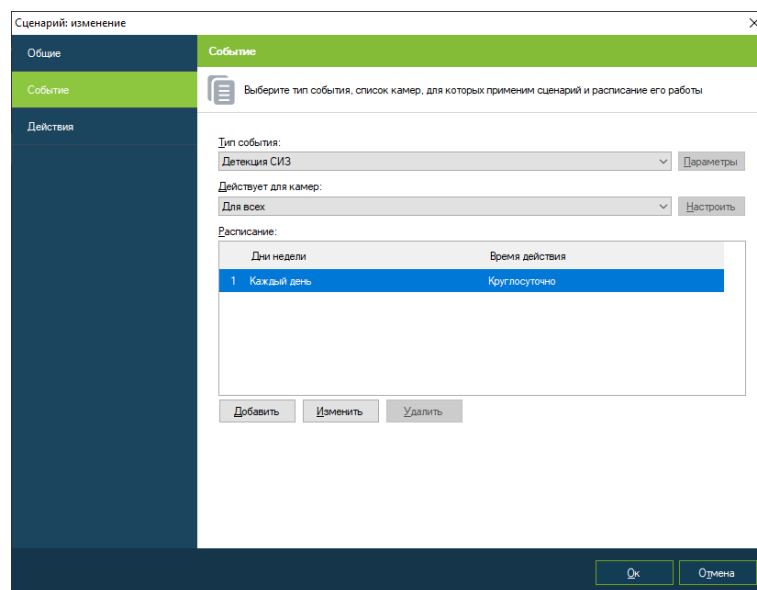 Сценарий: изменение
Общие
Событие
Действия
Событие
Выберите тип события, список камер, для которых применим сценарий и расписание его работы
Тип события:
Детекция СИЗ
Параметры
Действует для камер:
Для всех
Настроить
Расписание:
Дни недели Время действия
1 Каждый день Круглосуточно
Добавить Изменить Удалить
Ок Отмена